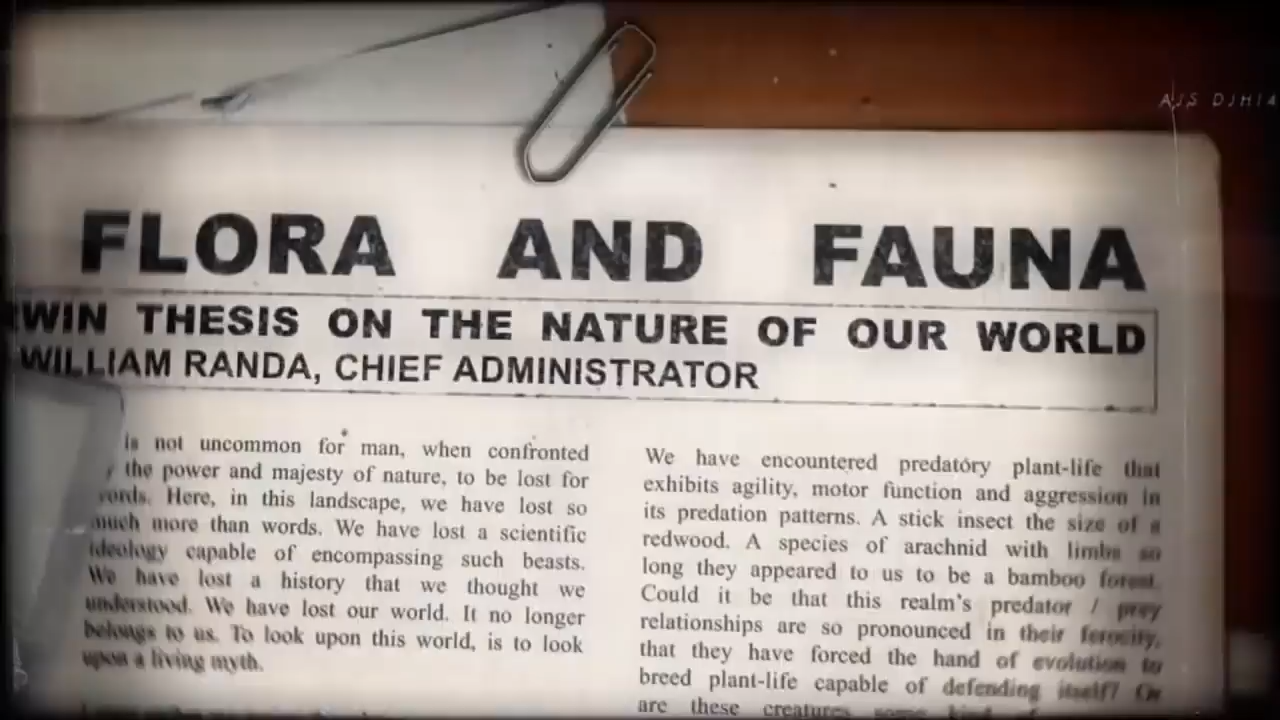 AJS DJHIA
FLORA AND FAUNA
WIN THESIS ON THE NATURE OF OUR WORLD
WILLIAM RANDA, CHIEF ADMINISTRATOR
is not uncommon for man, when confronted
the power and majesty of nature, to be lost for
words. Here, in this landscape, we have lost so
much more than words. We have lost a scientific
ideology capable of encompassing such beasts.
We have lost a history that we thought we
understood. We have lost our world. It no longer
belongs to us. To look upon this world, is to look
upon a living myth.
We have encountered predatory plant-life that
exhibits agility, motor function and aggression in
its predation patterns. A stick insect the size of a
redwood. A species of arachnid with limbs so
long they appeared to us to be a bamboo forest.
Could it be that this realm's predator / prey
relationships are so pronounced in their ferocity,
that they have forced the hand of evolution to
breed plant-life capable of defending itself? Or
are these creatures some kind of